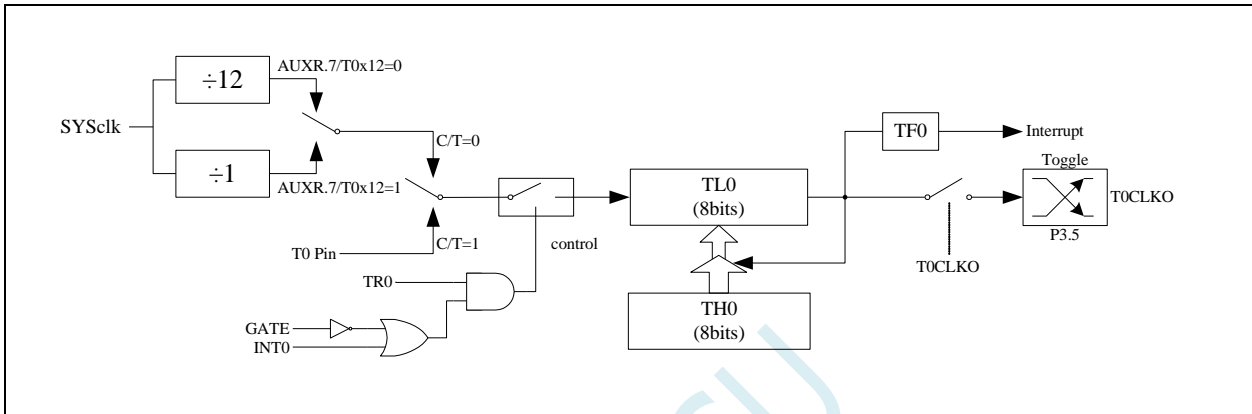 ÷12
AUXR.7/T0x12=0
SYSclk
÷1
AUXR.7/T0x12=1
C/T=0
T0 Pin
C/T=1
control
TR0
GATE
INT0
TL0
(8bits)
TH0
(8bits)
TF0
Interrupt
Toggle
T0CLKO
P3.5
T0CLKO